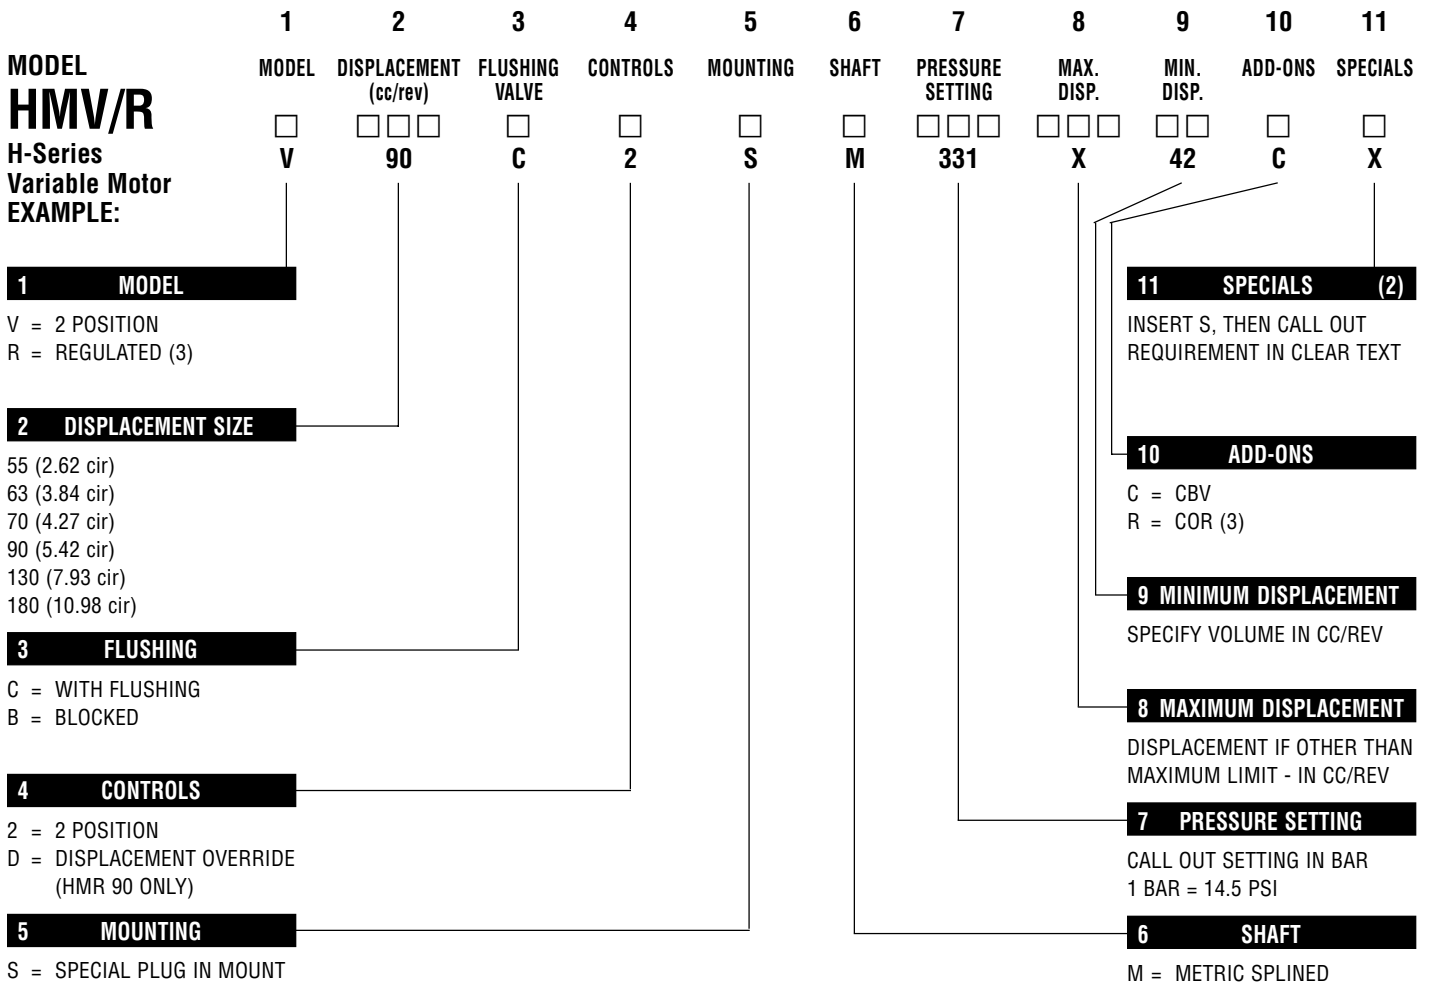 1 2 3 4 5 6 7 8 9 10 11
MODEL
HMV/R
H-Series
Variable Motor
EXAMPLE:
MODEL DISPLACEMENT FLUSHING CONTROLS MOUNTING SHAFT PRESSURE MAX. MIN. ADD-ONS SPECIALS
(cc/rev) VALVE SETTING DISP. DISP.
V 90 C 2 S M 331 X 42 C X
1 MODEL
V = 2 POSITION
R = REGULATED (3)
2 DISPLACEMENT SIZE
55 (2.62 cir)
63 (3.84 cir)
70 (4.27 cir)
90 (5.42 cir)
130 (7.93 cir)
180 (10.98 cir)
3 FLUSHING
C = WITH FLUSHING
B = BLOCKED
4 CONTROLS
2 = 2 POSITION
D = DISPLACEMENT OVERRIDE
(HMR 90 ONLY)
5 MOUNTING
S = SPECIAL PLUG IN MOUNT
11 SPECIALS (2)
INSERT S, THEN CALL OUT
REQUIREMENT IN CLEAR TEXT
10 ADD-ONS
C = CBV
R = COR (3)
9 MINIMUM DISPLACEMENT
SPECIFY VOLUME IN CC/REV
8 MAXIMUM DISPLACEMENT
DISPLACEMENT IF OTHER THAN
MAXIMUM LIMIT - IN CC/REV
7 PRESSURE SETTING
CALL OUT SETTING IN BAR
1 BAR = 14.5 PSI
6 SHAFT
M = METRIC SPLINED